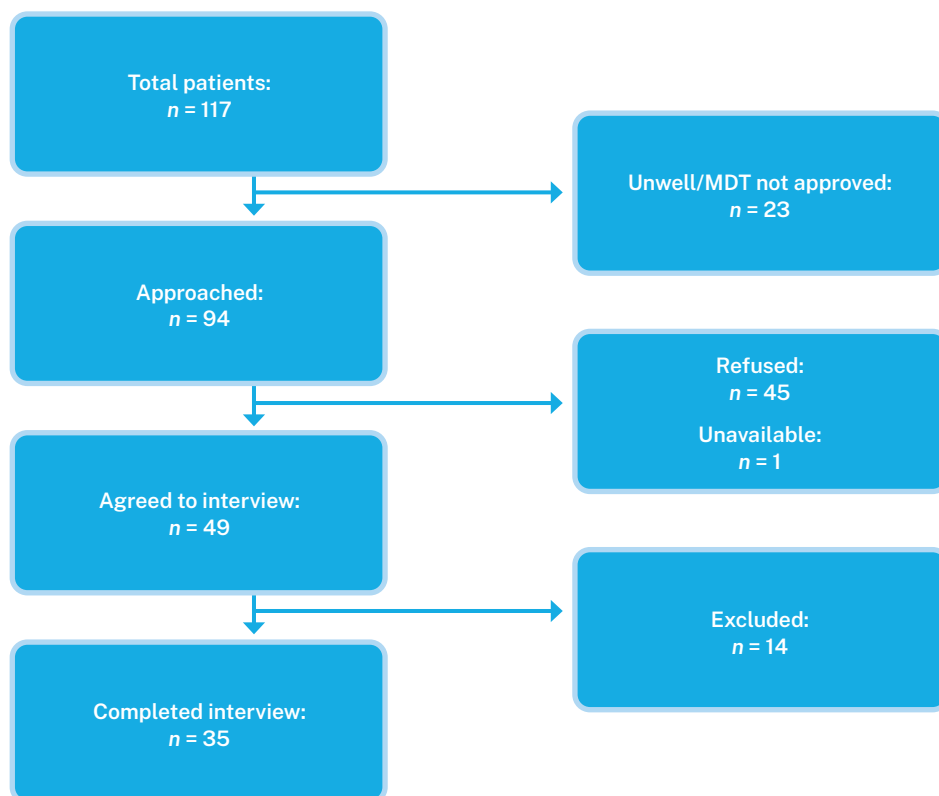 Total patients:
n = 117
Unwell/MDT not approved:
n = 23
Approached:
n = 94
Refused:
n = 45
Unavailable:
n = 1
Agreed to interview:
n = 49
Excluded:
n = 14
Completed interview:
n = 35